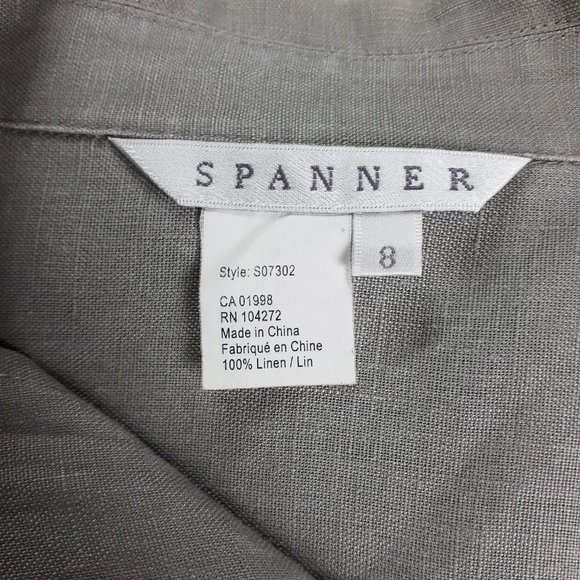 SPANNER
8
Style: S07302
CA 01998
RN 104272
Made in China
Fabriqué en Chine
100% Linen / Lin